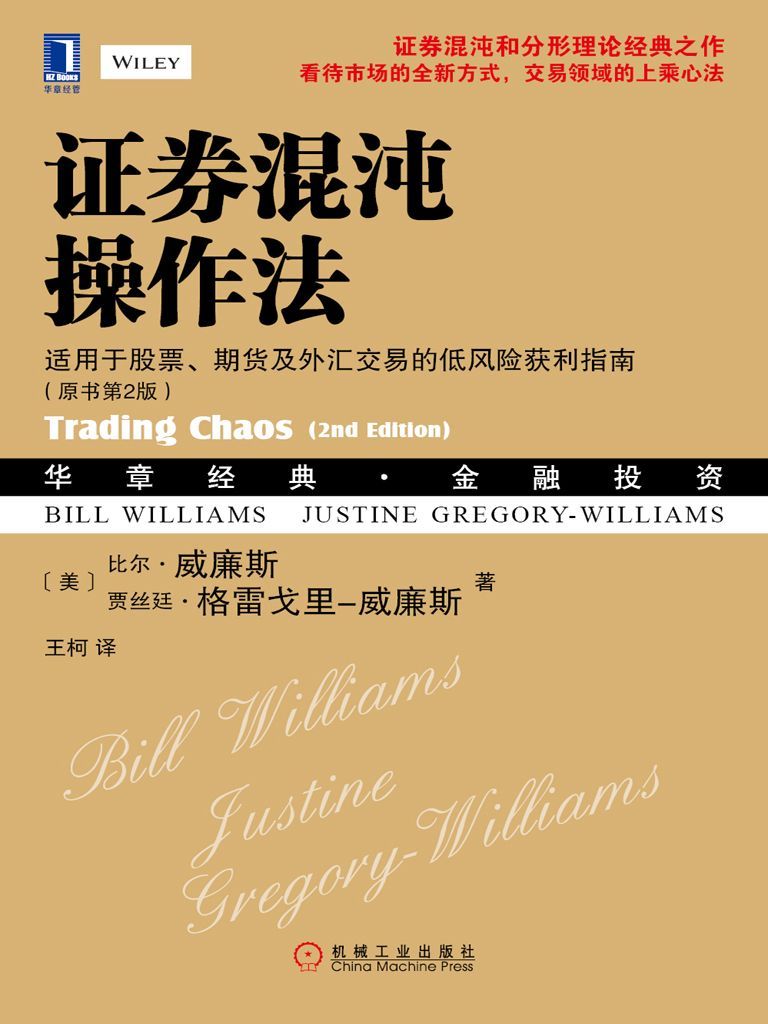 HZ Books
华章经管
WILEY
证券混沌和分形理论经典之作
看待市场的全新方式，交易领域的上乘心法
证券混沌
操作法
适用于股票、期货及外汇交易的低风险获利指南
（原书第2版）
Trading Chaos (2nd Edition)
华章经典·金融投资
BILL WILLIAMS JUSTINE GREGORY-WILLIAMS
〔美〕 比尔·威廉斯
贾丝廷·格雷戈里-威廉斯 著
王柯 译
Bill Williams
Justine
Gregory-Williams
机械工业出版社
China Machine Press